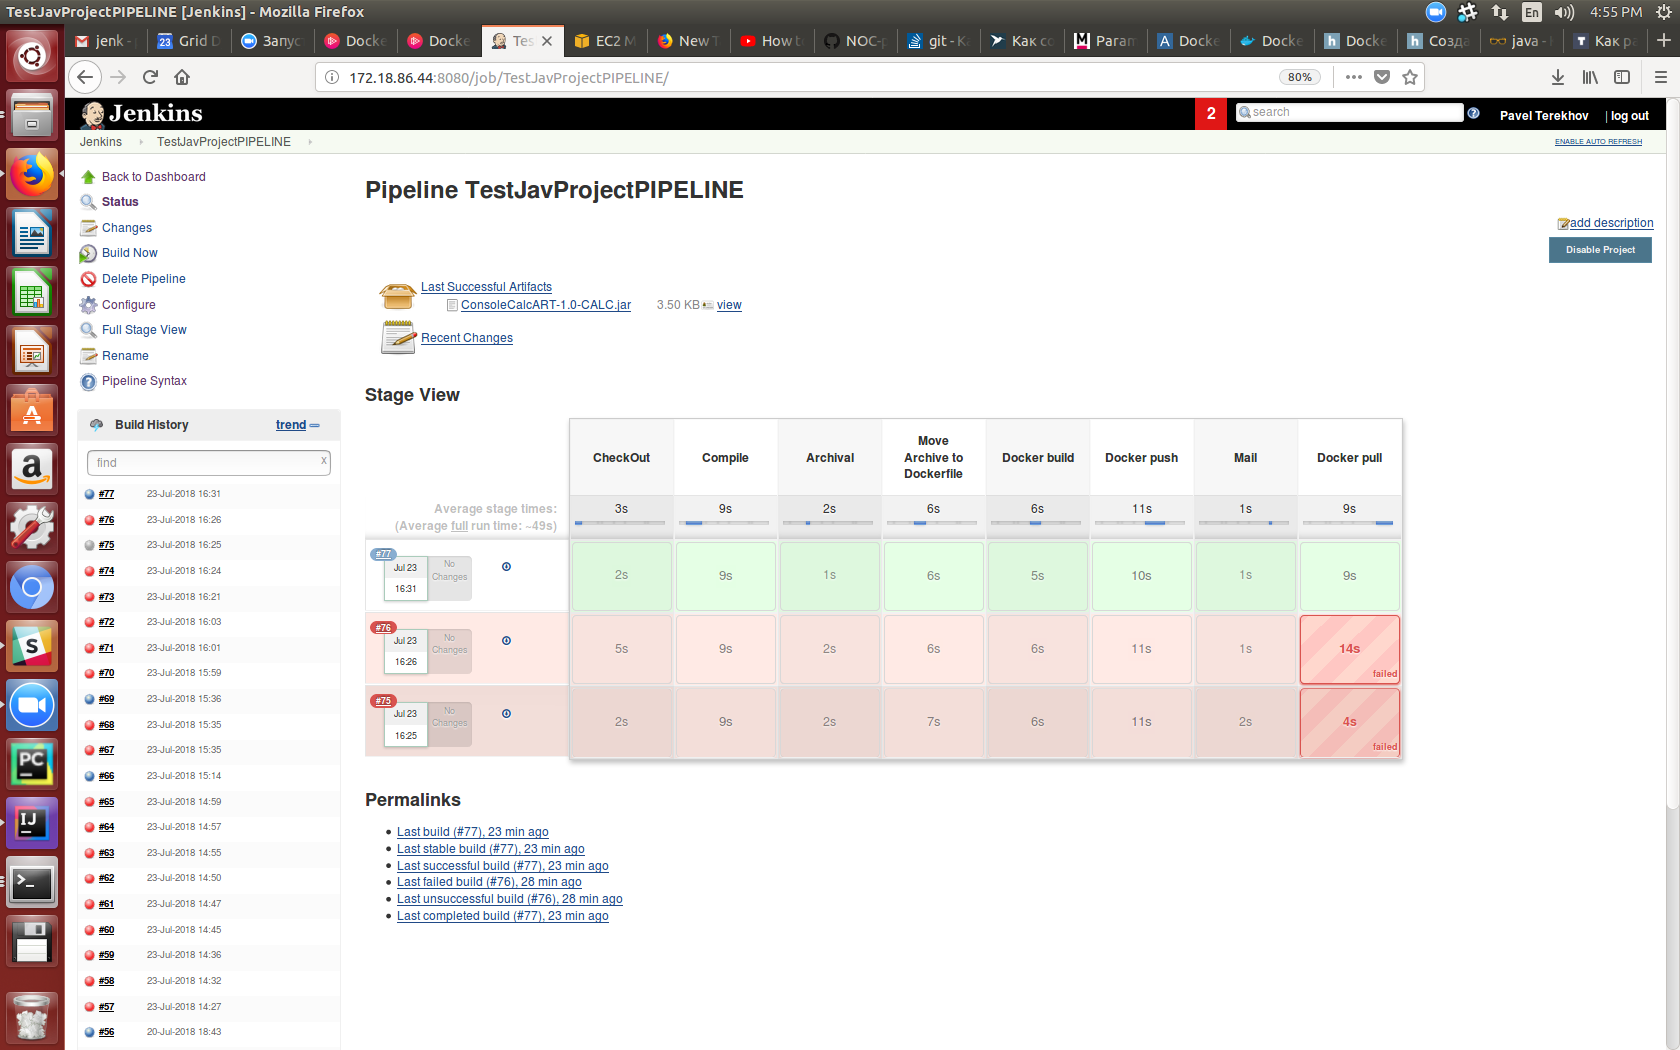 TestJavProjectPIPELINE [Jenkins] - Mozilla Firefox
En 4:55 PM
jenk -
23 Grid D
Запус
Docke
Docke
Tes
EC2 M
New T
How t
NOC-p
git - Ка
Как со
Param
Docke
Docke
Docke
Созда
java -
Как ра
172.18.86.44:8080/job/TestJavProjectPIPELINE/
80%
Jenkins
2
search
Pavel Terekhov
| log out
Jenkins
TestJavProjectPIPELINE
ENABLE AUTO REFRESH
Back to Dashboard
Status
Changes
Build Now
Delete Pipeline
Configure
Full Stage View
Rename
Pipeline Syntax
Build History
trend
find
x
#77 23-Jul-2018 16:31
#76 23-Jul-2018 16:26
#75 23-Jul-2018 16:25
#74 23-Jul-2018 16:24
#73 23-Jul-2018 16:21
#72 23-Jul-2018 16:03
#71 23-Jul-2018 16:01
#70 23-Jul-2018 15:59
#69 23-Jul-2018 15:36
#68 23-Jul-2018 15:35
#67 23-Jul-2018 15:35
#66 23-Jul-2018 15:14
#65 23-Jul-2018 14:59
#64 23-Jul-2018 14:57
#63 23-Jul-2018 14:55
#62 23-Jul-2018 14:50
#61 23-Jul-2018 14:47
#60 23-Jul-2018 14:45
#59 23-Jul-2018 14:36
#58 23-Jul-2018 14:32
#57 23-Jul-2018 14:27
#56 20-Jul-2018 18:43
Pipeline TestJavProjectPIPELINE
add description
Disable Project
Last Successful Artifacts
ConsoleCalcART-1.0-CALC.jar 3.50 KB view
Recent Changes
Stage View
CheckOut
Compile
Archival
Move
Archive to
Dockerfile
Docker build
Docker push
Mail
Docker pull
Average stage times:
(Average full run time: ~49s)
3s 9s 2s 6s 6s 11s 1s 9s
#77
Jul 23
16:31
No
Changes
2s 9s 1s 6s 5s 10s 1s 9s
#76
Jul 23
16:26
No
Changes
5s 9s 2s 6s 6s 11s 1s 14s
failed
#75
Jul 23
16:25
No
Changes
2s 9s 2s 7s 6s 11s 2s 4s
failed
Permalinks
Last build (#77), 23 min ago
Last stable build (#77), 23 min ago
Last successful build (#77), 23 min ago
Last failed build (#76), 28 min ago
Last unsuccessful build (#76), 28 min ago
Last completed build (#77), 23 min ago
PC
IJ